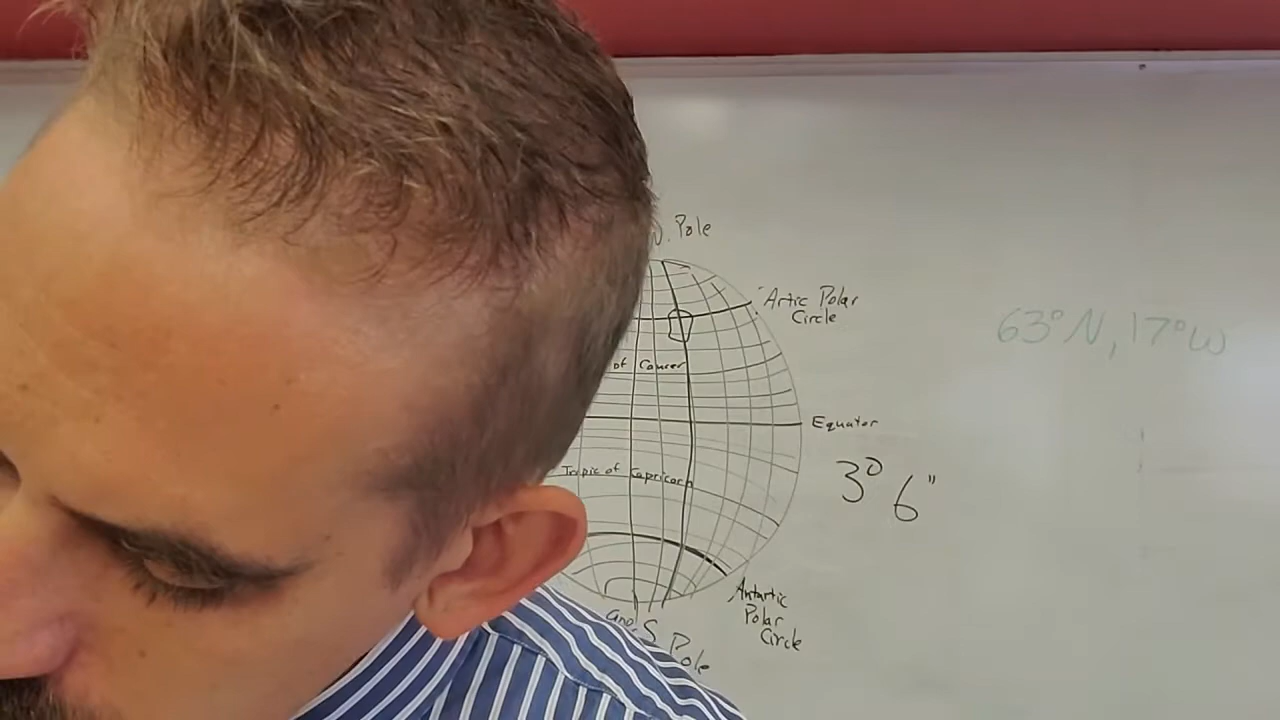 N. Pole
Artic Polar
Circle
63°N, 17°W
of Cancer
Equator
3° 6"
Tropic of Capricorn
Antartic
Polar
Circle
S Pole